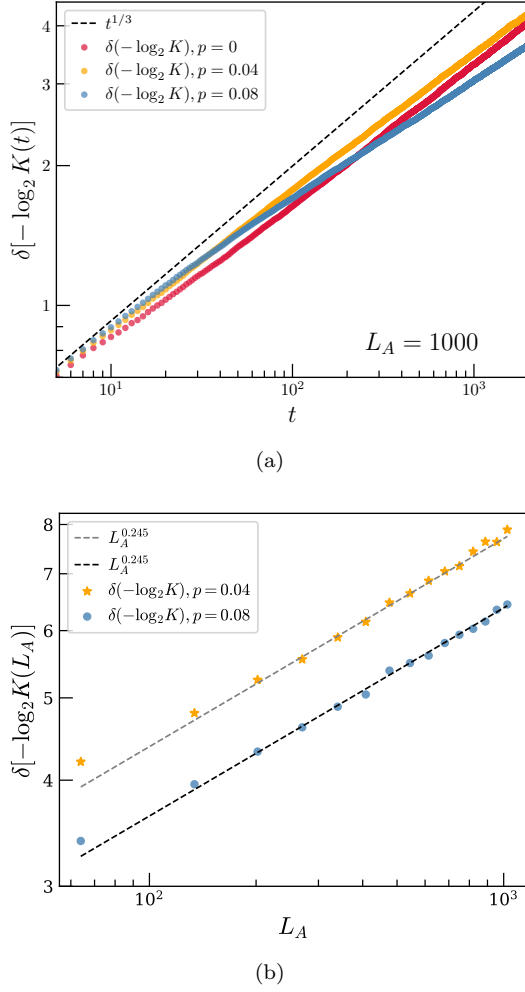 4
3
2
1
δ[− log₂ K(t)]
t^{1/3}
δ(− log₂ K), p = 0
δ(− log₂ K), p = 0.04
δ(− log₂ K), p = 0.08
L_A = 1000
10¹ 10² 10³
t
(a)
8
7
6
5
4
3
δ[−log₂K(L_A)]
L_A^{0.245}
L_A^{0.245}
δ(−log₂K), p = 0.04
δ(−log₂K), p = 0.08
10² 10³
L_A
(b)